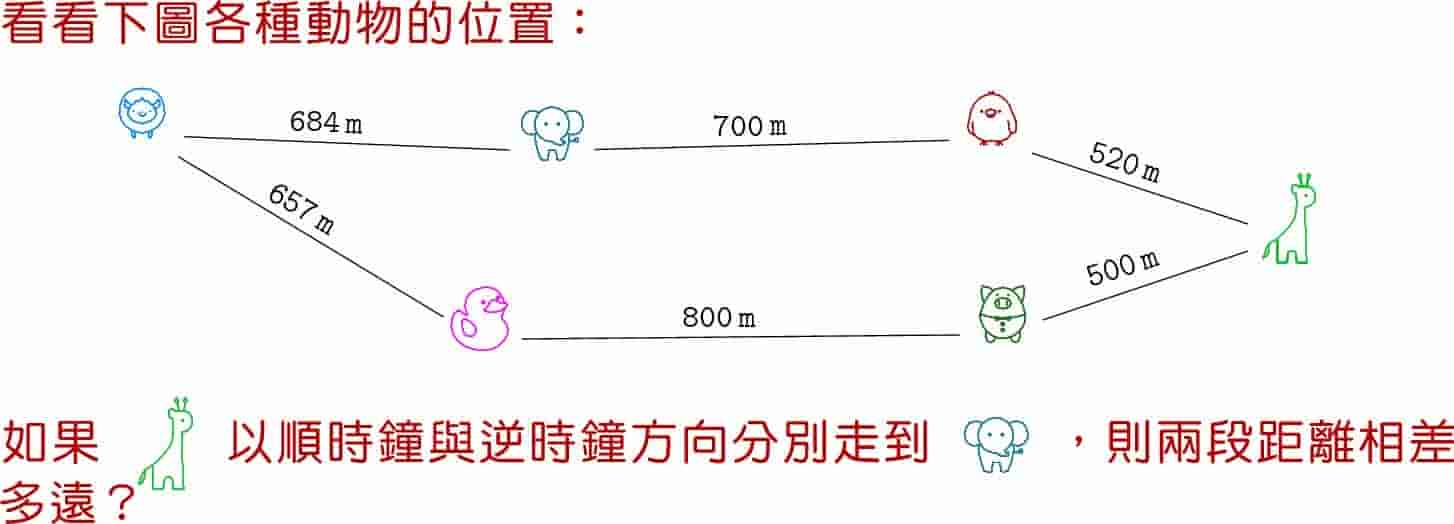 看看下圖各種動物的位置：
684 m
700 m
520 m
657 m
500 m
800 m
如果 以順時鐘與逆時鐘方向分別走到 ，則兩段距離相差
多遠？